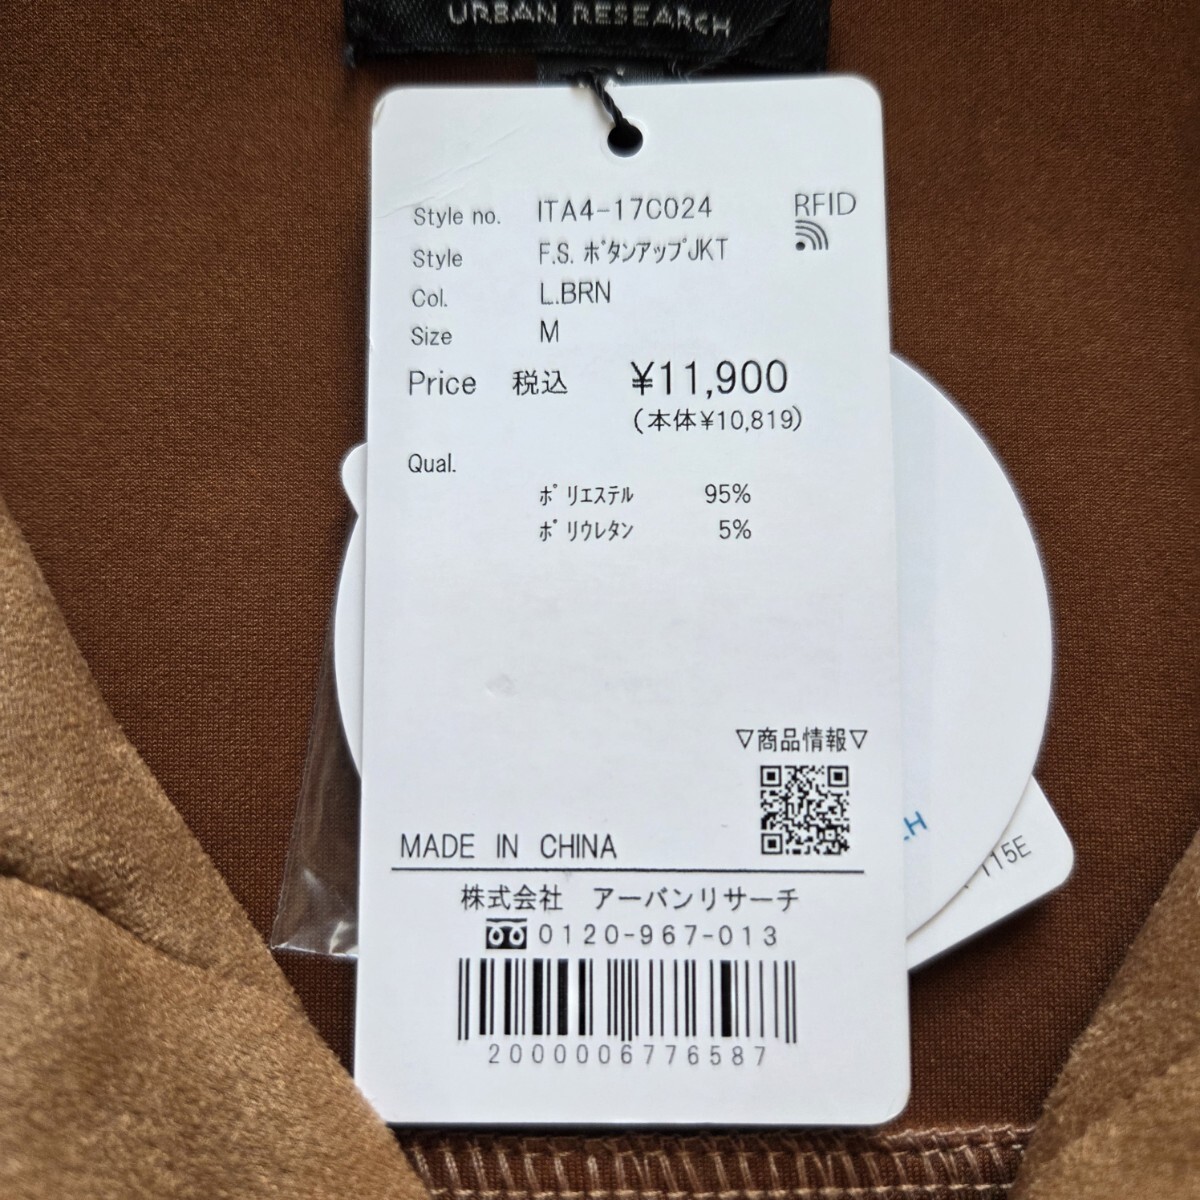 URBAN RESEARCH
Style no. ITA4-17C024
RFID
Style F.S. ﾎﾞﾀﾝｱｯﾌﾟJKT
Col. L.BRN
Size M
Price 税込 ¥11,900
(本体¥10,819)
Qual.
ﾎﾟﾘｴｽﾃﾙ 95%
ﾎﾟﾘｳﾚﾀﾝ 5%
▽商品情報▽
MADE IN CHINA
株式会社 アーバンリサーチ
0120-967-013
2000006776587
115E